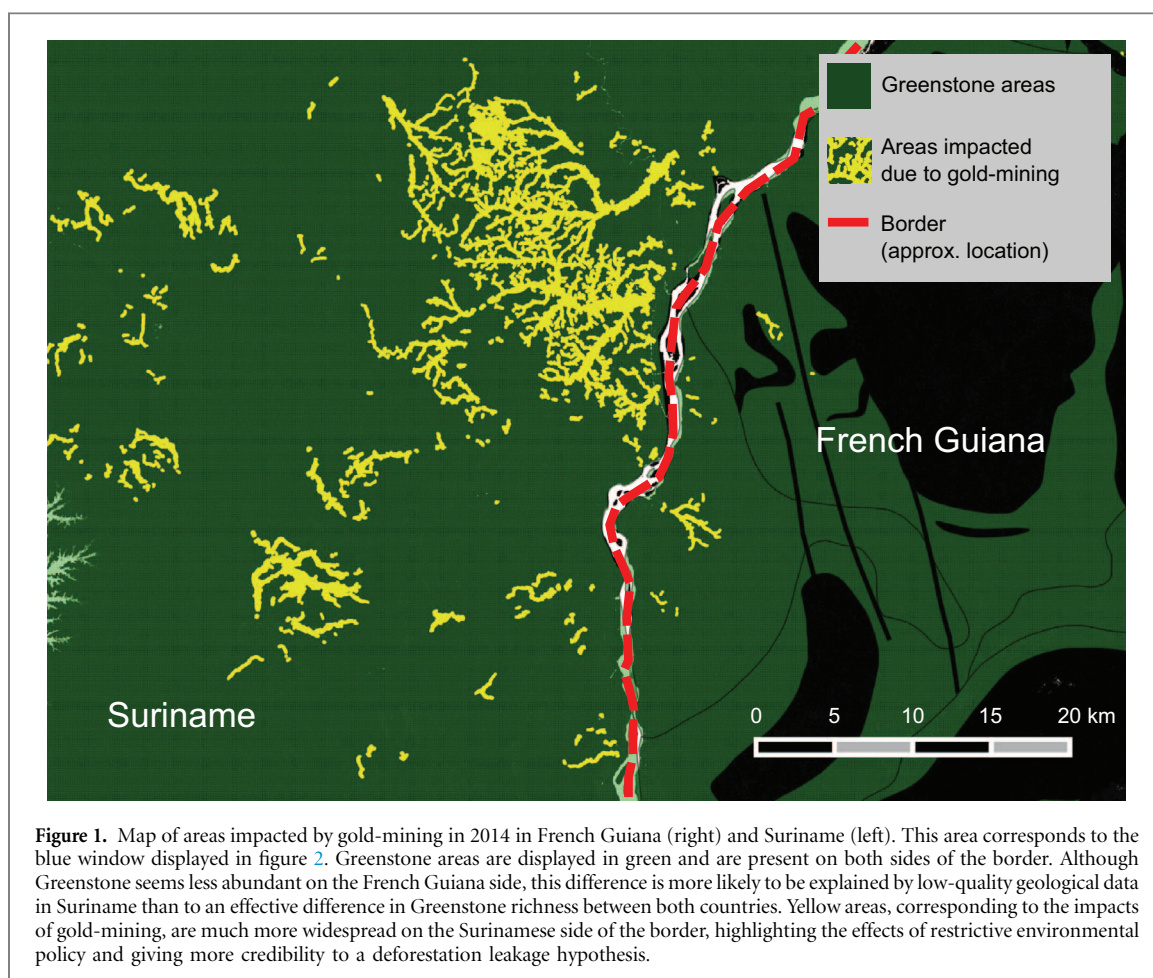 Greenstone areas
Areas impacted
due to gold-mining
Border
(approx. location)
French Guiana
Suriname
0 5 10 15 20 km
Figure 1. Map of areas impacted by gold-mining in 2014 in French Guiana (right) and Suriname (left). This area corresponds to the
blue window displayed in figure 2. Greenstone areas are displayed in green and are present on both sides of the border. Although
Greenstone seems less abundant on the French Guiana side, this difference is more likely to be explained by low-quality geological data
in Suriname than to an effective difference in Greenstone richness between both countries. Yellow areas, corresponding to the impacts
of gold-mining, are much more widespread on the Surinamese side of the border, highlighting the effects of restrictive environmental
policy and giving more credibility to a deforestation leakage hypothesis.